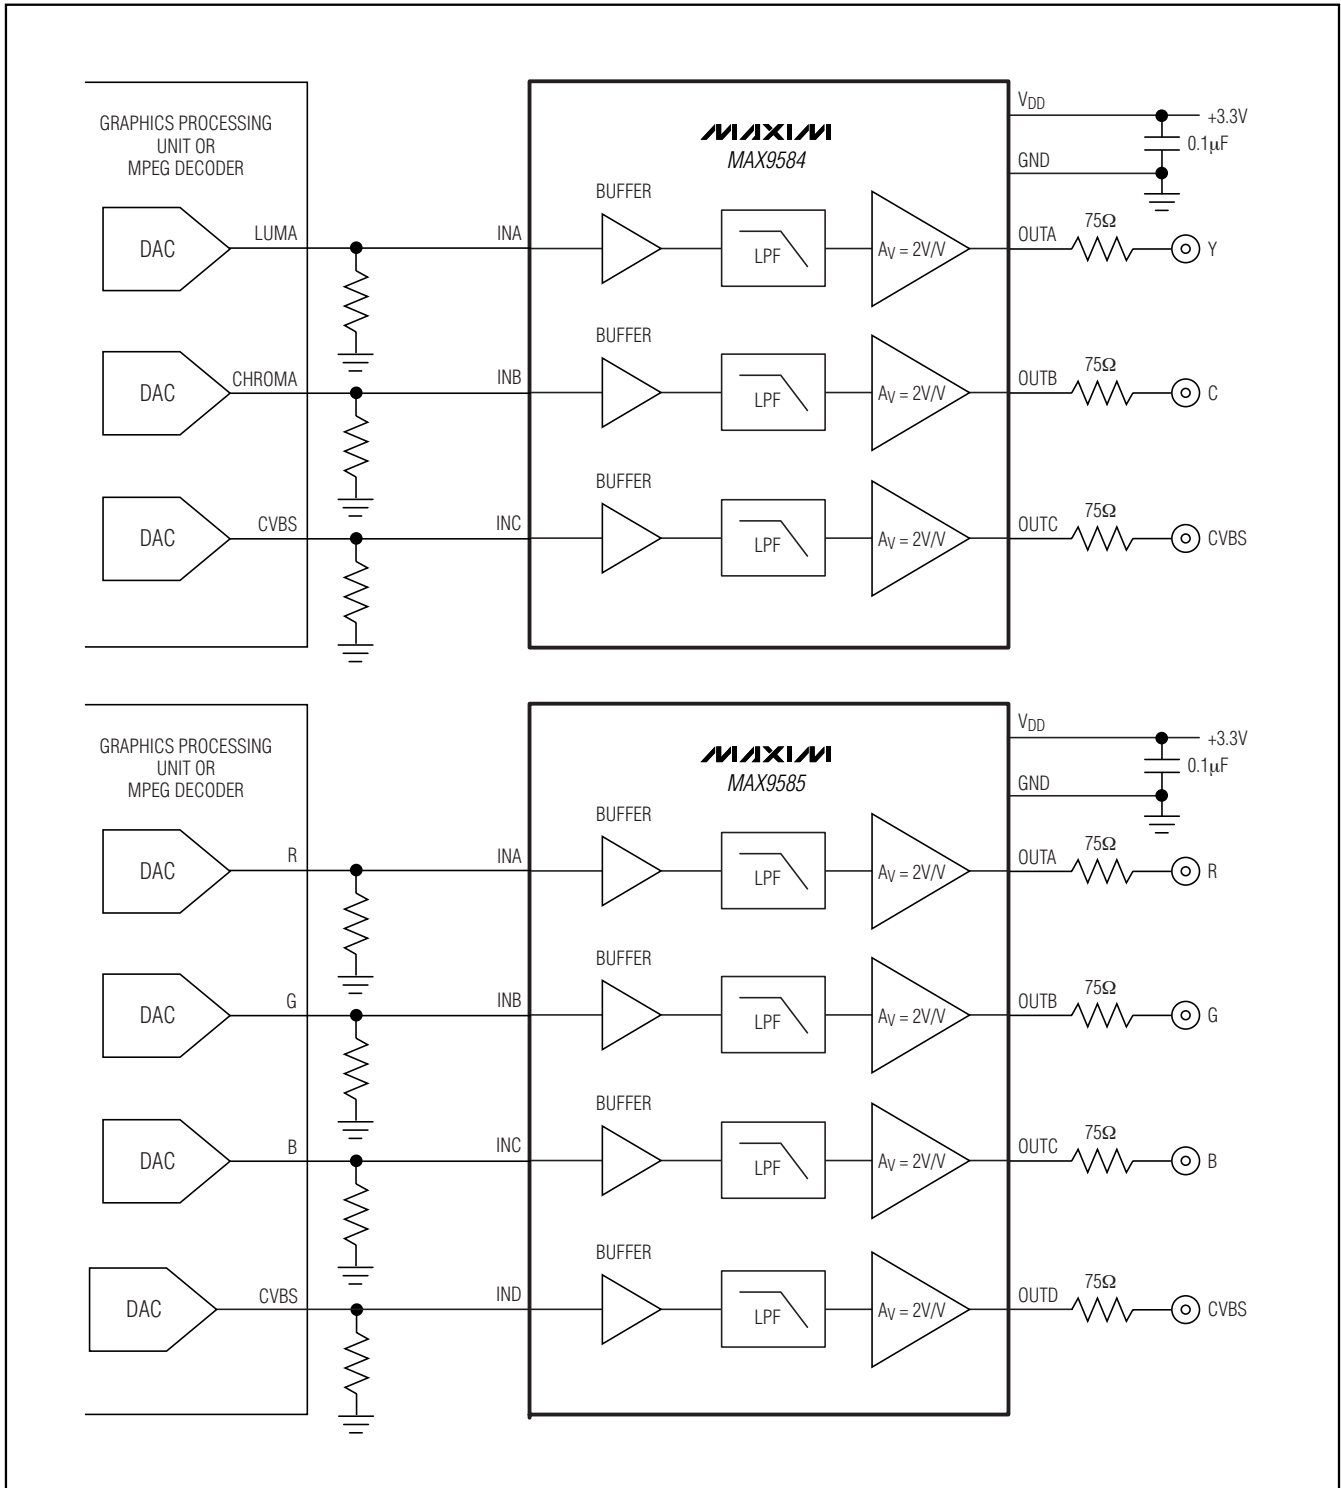 GRAPHICS PROCESSING
UNIT OR
MPEG DECODER
MAXIM
MAX9584
VDD
+3.3V
0.1µF
GND
BUFFER
DAC
LUMA
INA
LPF
AV = 2V/V
OUTA
75Ω
Y
BUFFER
DAC
CHROMA
INB
LPF
AV = 2V/V
OUTB
75Ω
C
BUFFER
DAC
CVBS
INC
LPF
AV = 2V/V
OUTC
75Ω
CVBS
GRAPHICS PROCESSING
UNIT OR
MPEG DECODER
MAXIM
MAX9585
VDD
+3.3V
0.1µF
GND
BUFFER
DAC
R
INA
LPF
AV = 2V/V
OUTA
75Ω
R
BUFFER
DAC
G
INB
LPF
AV = 2V/V
OUTB
75Ω
G
BUFFER
DAC
B
INC
LPF
AV = 2V/V
OUTC
75Ω
B
BUFFER
DAC
CVBS
IND
LPF
AV = 2V/V
OUTD
75Ω
CVBS